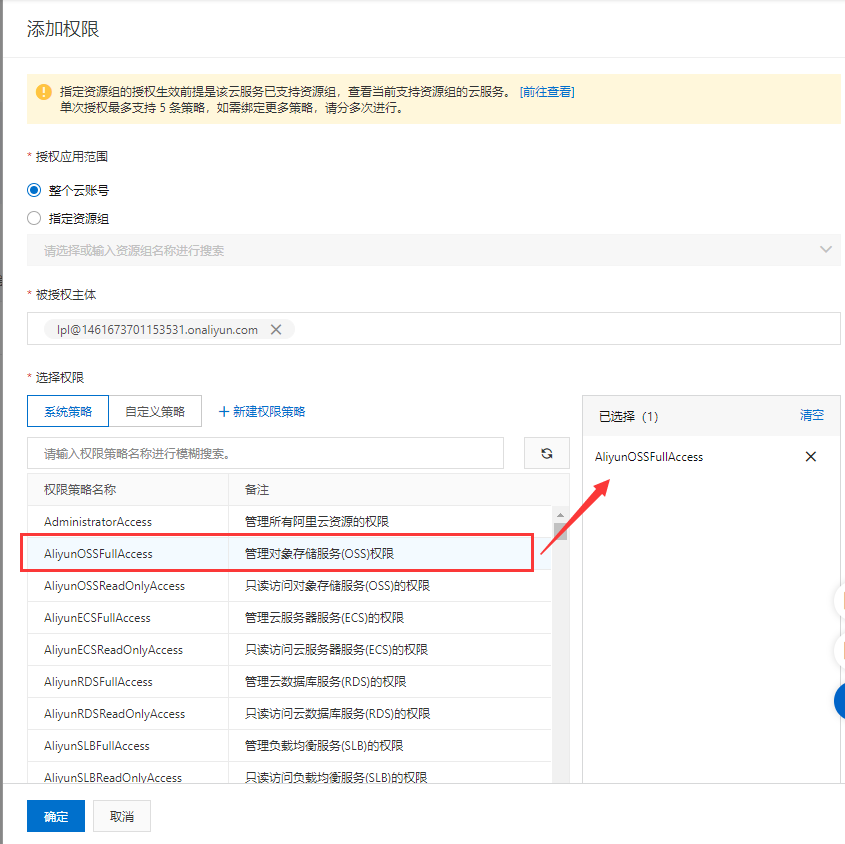 添加权限
指定资源组的授权生效前提是该云服务已支持资源组，查看当前支持资源组的云服务。 [前往查看]
单次授权最多支持 5 条策略，如需绑定更多策略，请分多次进行。
* 授权应用范围
整个云账号
指定资源组
请选择或输入资源组名称进行搜索
* 被授权主体
lpl@1461673701153531.onaliyun.com
* 选择权限
系统策略 自定义策略 + 新建权限策略
已选择 (1) 清空
请输入权限策略名称进行模糊搜索。
AliyunOSSFullAccess
权限策略名称 备注
AdministratorAccess 管理所有阿里云资源的权限
AliyunOSSFullAccess 管理对象存储服务(OSS)权限
AliyunOSSReadOnlyAccess 只读访问对象存储服务(OSS)的权限
AliyunECSFullAccess 管理云服务器服务(ECS)的权限
AliyunECSReadOnlyAccess 只读访问云服务器服务(ECS)的权限
AliyunRDSFullAccess 管理云数据库服务(RDS)的权限
AliyunRDSReadOnlyAccess 只读访问云数据库服务(RDS)的权限
AliyunSLBFullAccess 管理负载均衡服务(SLB)的权限
AliyunSLBReadOnlyAccess 只读访问负载均衡服务(SLB)的权限
确定 取消